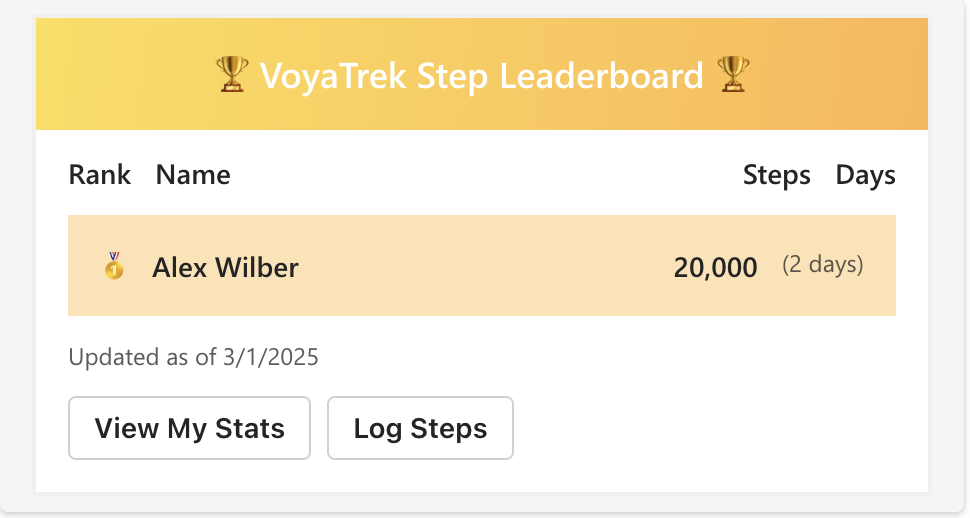 🏆 VoyaTrek Step Leaderboard 🏆
Rank Name Steps Days
🥇 Alex Wilber 20,000 (2 days)
Updated as of 3/1/2025
View My Stats Log Steps